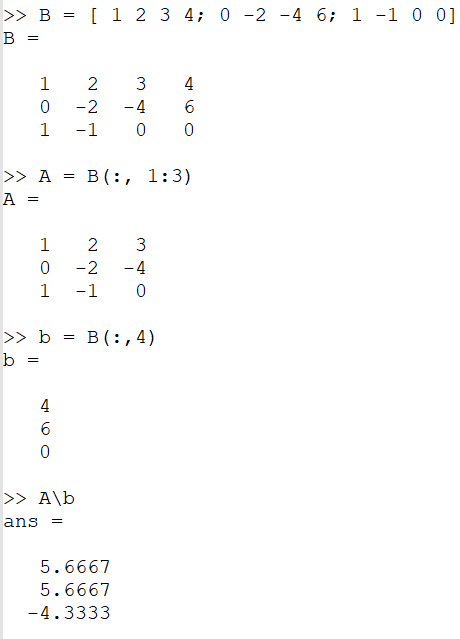 >> B = [ 1 2 3 4; 0 -2 -4 6; 1 -1 0 0]
B =
1 2 3 4
0 -2 -4 6
1 -1 0 0
>> A = B(:, 1:3)
A =
1 2 3
0 -2 -4
1 -1 0
>> b = B(:,4)
b =
4
6
0
>> A\b
ans =
5.6667
5.6667
-4.3333